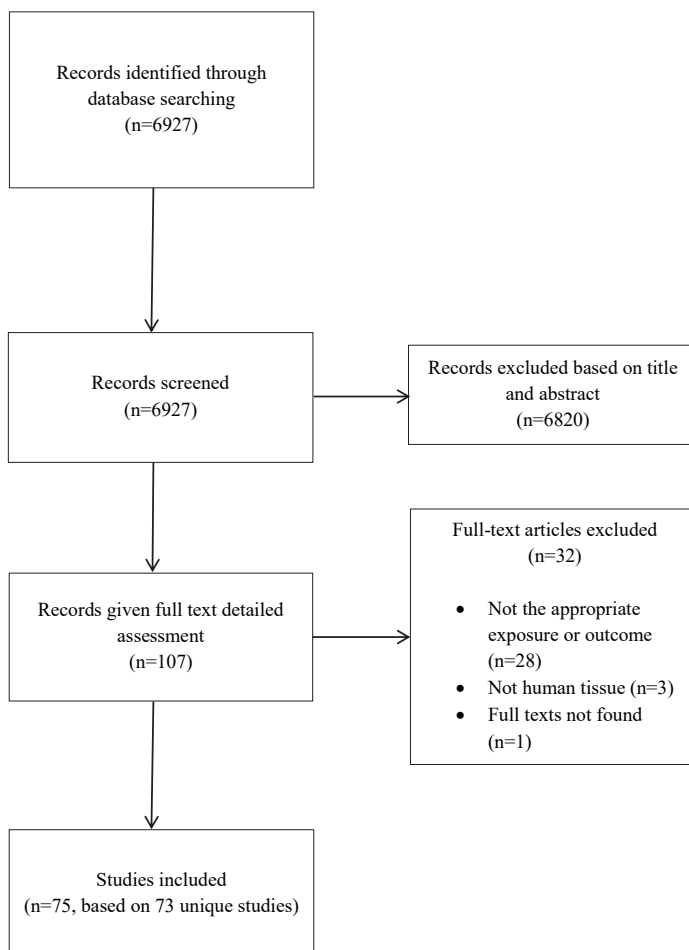 Records identified through
database searching
(n=6927)
Records screened
(n=6927)
Records excluded based on title
and abstract
(n=6820)
Records given full text detailed
assessment
(n=107)
Full-text articles excluded
(n=32)
• Not the appropriate
exposure or outcome
(n=28)
• Not human tissue (n=3)
• Full texts not found
(n=1)
Studies included
(n=75, based on 73 unique studies)